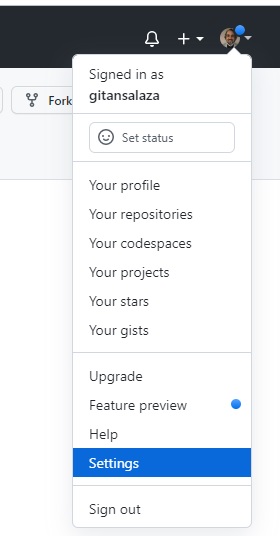 Fork
Signed in as
gitansalaza
Set status
Your profile
Your repositories
Your codespaces
Your projects
Your stars
Your gists
Upgrade
Feature preview
Help
Settings
Sign out